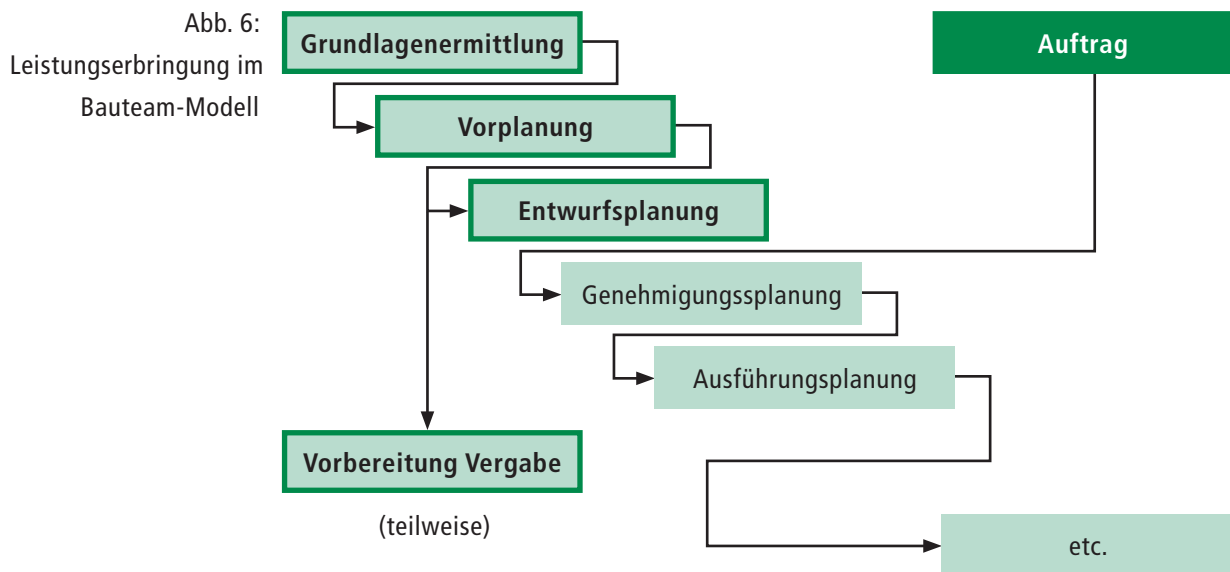 Abb. 6:
Leistungserbringung im
Bauteam-Modell
Grundlagenermittlung
Auftrag
Vorplanung
Entwurfsplanung
Genehmigungssplanung
Ausführungsplanung
Vorbereitung Vergabe
(teilweise)
etc.